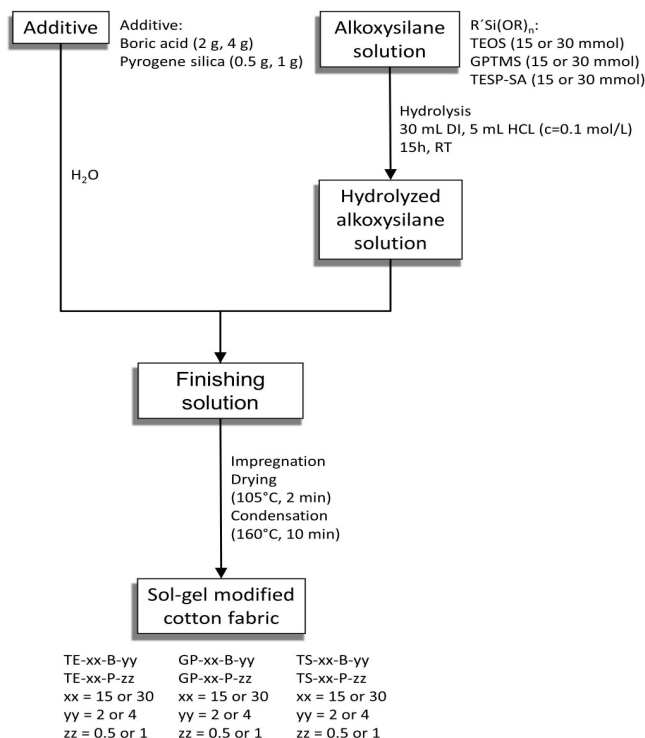 Additive
Additive:
Boric acid (2 g, 4 g)
Pyrogene silica (0.5 g, 1 g)
Alkoxysilane
solution
R´Si(OR)ₙ:
TEOS (15 or 30 mmol)
GPTMS (15 or 30 mmol)
TESP-SA (15 or 30 mmol)
Hydrolysis
30 mL DI, 5 mL HCL (c=0.1 mol/L)
15h, RT
H₂O
Hydrolyzed
alkoxysilane
solution
Finishing
solution
Impregnation
Drying
(105°C, 2 min)
Condensation
(160°C, 10 min)
Sol-gel modified
cotton fabric
TE-xx-B-yy
TE-xx-P-zz
xx = 15 or 30
yy = 2 or 4
zz = 0.5 or 1
GP-xx-B-yy
GP-xx-P-zz
xx = 15 or 30
yy = 2 or 4
zz = 0.5 or 1
TS-xx-B-yy
TS-xx-P-zz
xx = 15 or 30
yy = 2 or 4
zz = 0.5 or 1